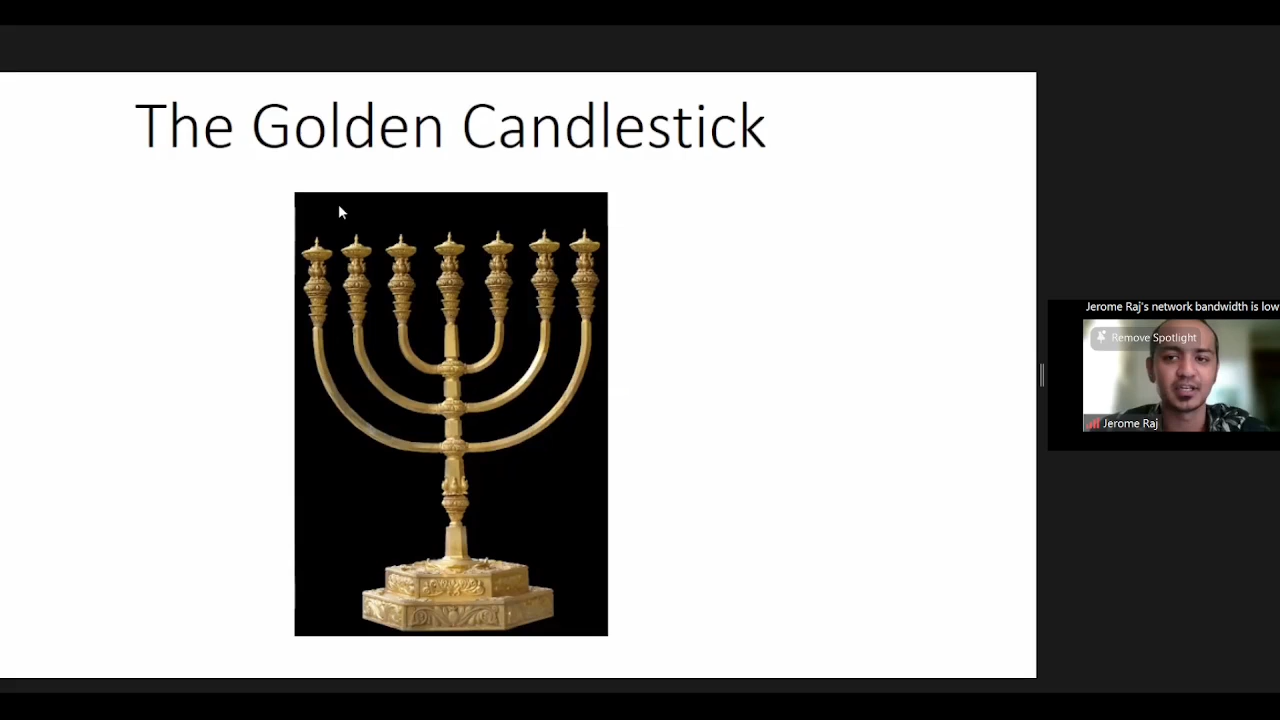 The Golden Candlestick
Jerome Raj's network bandwidth is low
Remove Spotlight
Jerome Raj